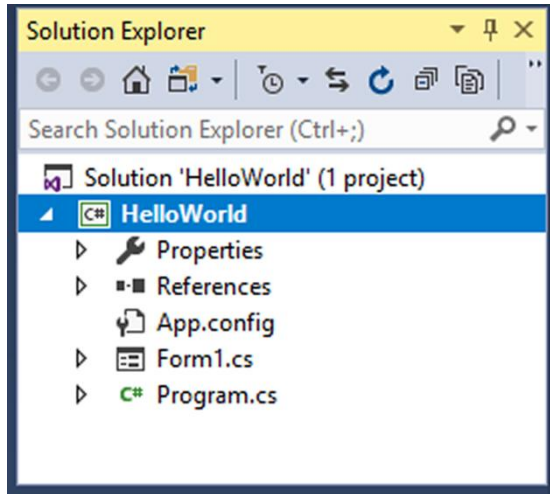 Solution Explorer
Search Solution Explorer (Ctrl+;)
Solution 'HelloWorld' (1 project)
C# HelloWorld
Properties
References
App.config
Form1.cs
C# Program.cs